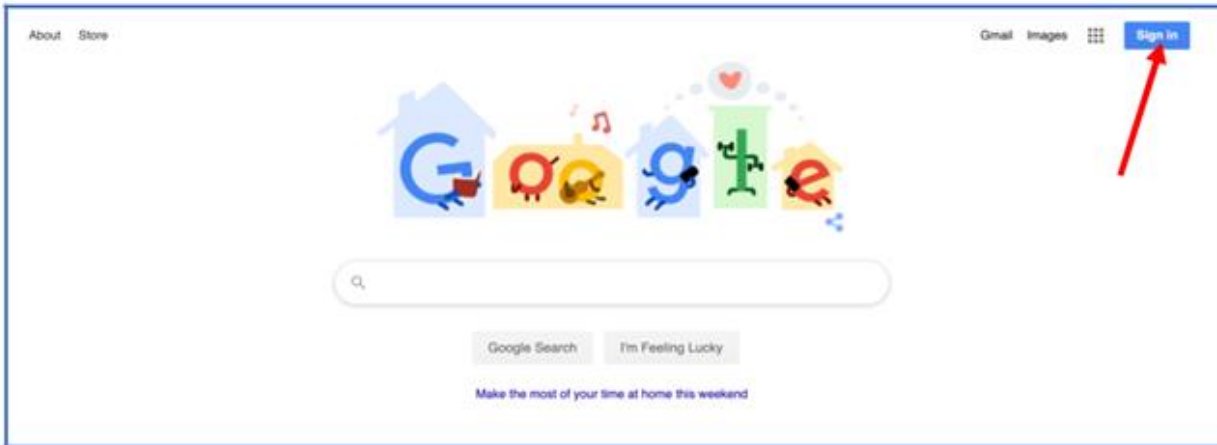 About Store
Gmail Images Sign in
Google
Google Search I'm Feeling Lucky
Make the most of your time at home this weekend